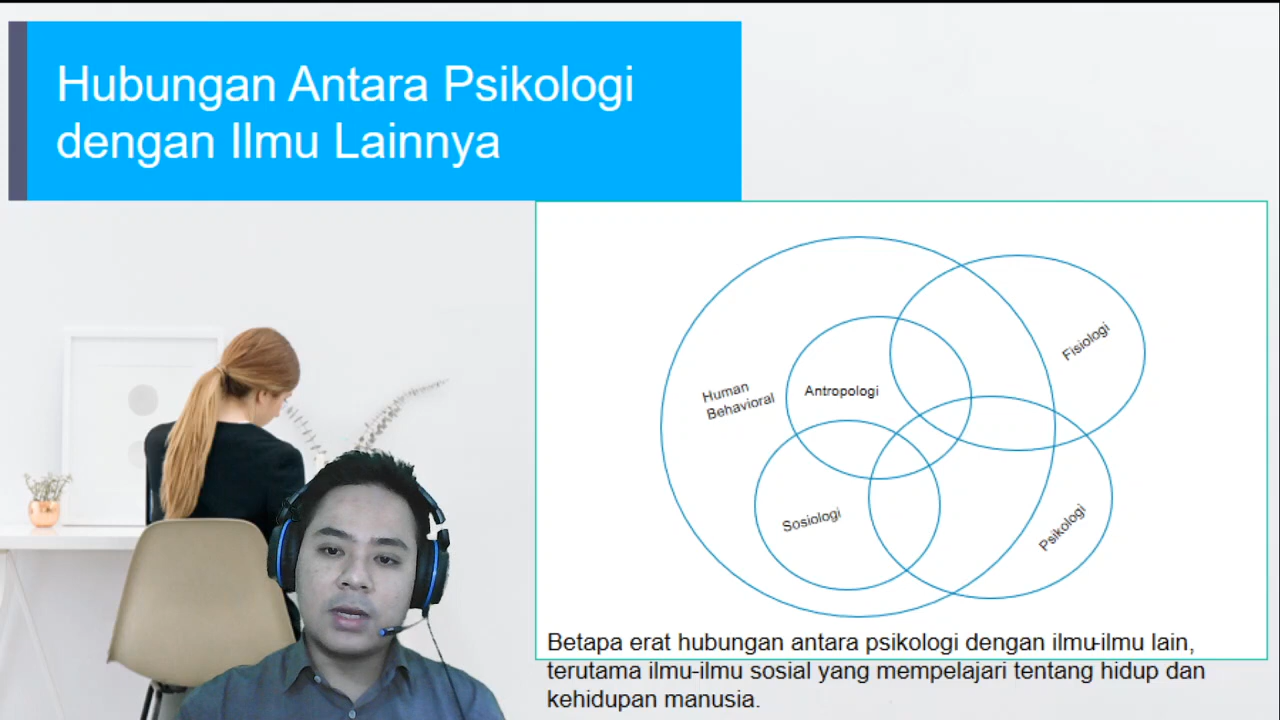 Hubungan Antara Psikologi
dengan Ilmu Lainnya
Fisiologi
Human
Behavioral
Antropologi
Sosiologi
Psikologi
Betapa erat hubungan antara psikologi dengan ilmu-ilmu lain,
terutama ilmu-ilmu sosial yang mempelajari tentang hidup dan
kehidupan manusia.